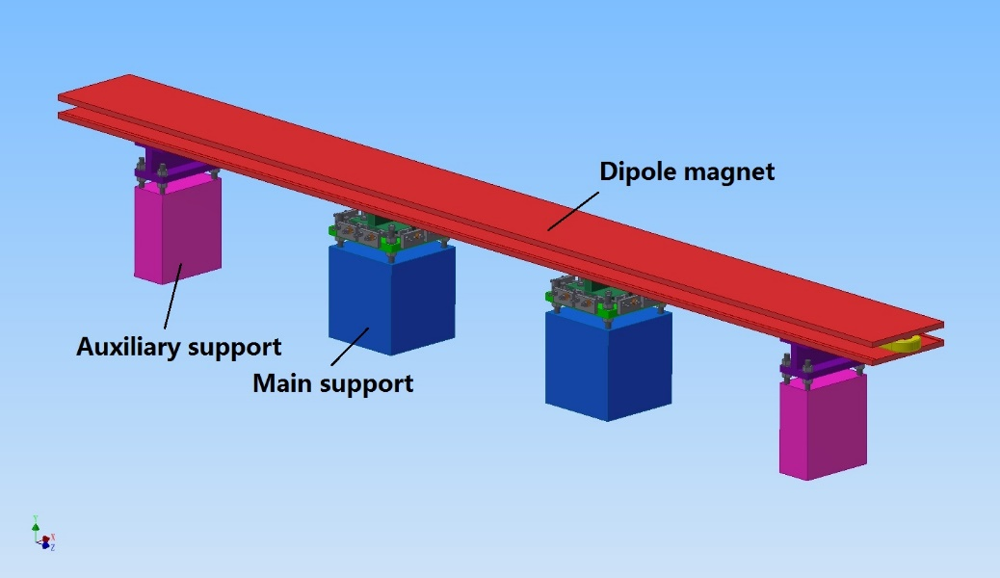 Dipole magnet
Auxiliary support
Main support
Y
X
Z